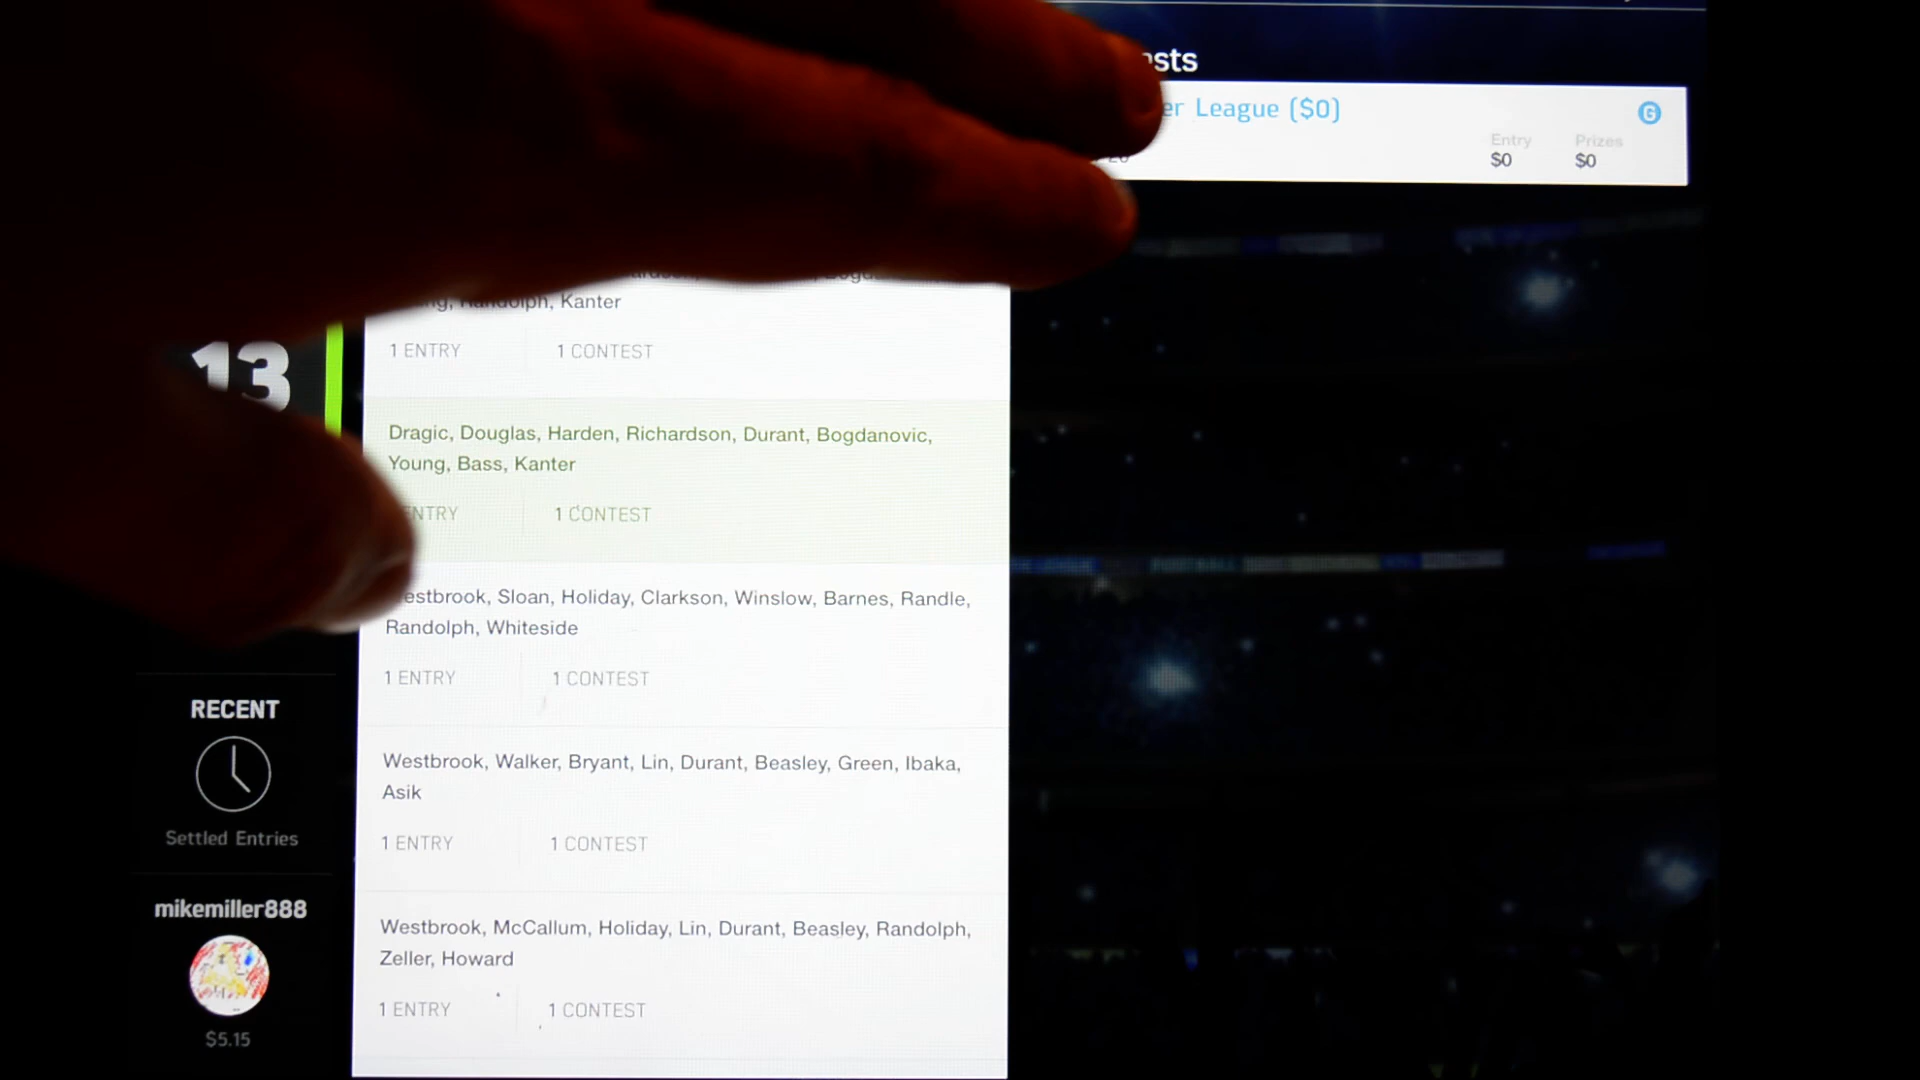 er League ($0)
Entry Prizes
$0 $0
Kanter
1 ENTRY 1 CONTEST
13
Dragic, Douglas, Harden, Richardson, Durant, Bogdanovic,
Young, Bass, Kanter
1 CONTEST
Sloan, Holiday, Clarkson, Winslow, Barnes, Randle,
Randolph, Whiteside
1 ENTRY 1 CONTEST
RECENT
Settled Entries
Westbrook, Walker, Bryant, Lin, Durant, Beasley, Green, Ibaka,
Asik
1 ENTRY 1 CONTEST
mikemiller888
$5.15
Westbrook, McCallum, Holiday, Lin, Durant, Beasley, Randolph,
Zeller, Howard
1 ENTRY 1 CONTEST